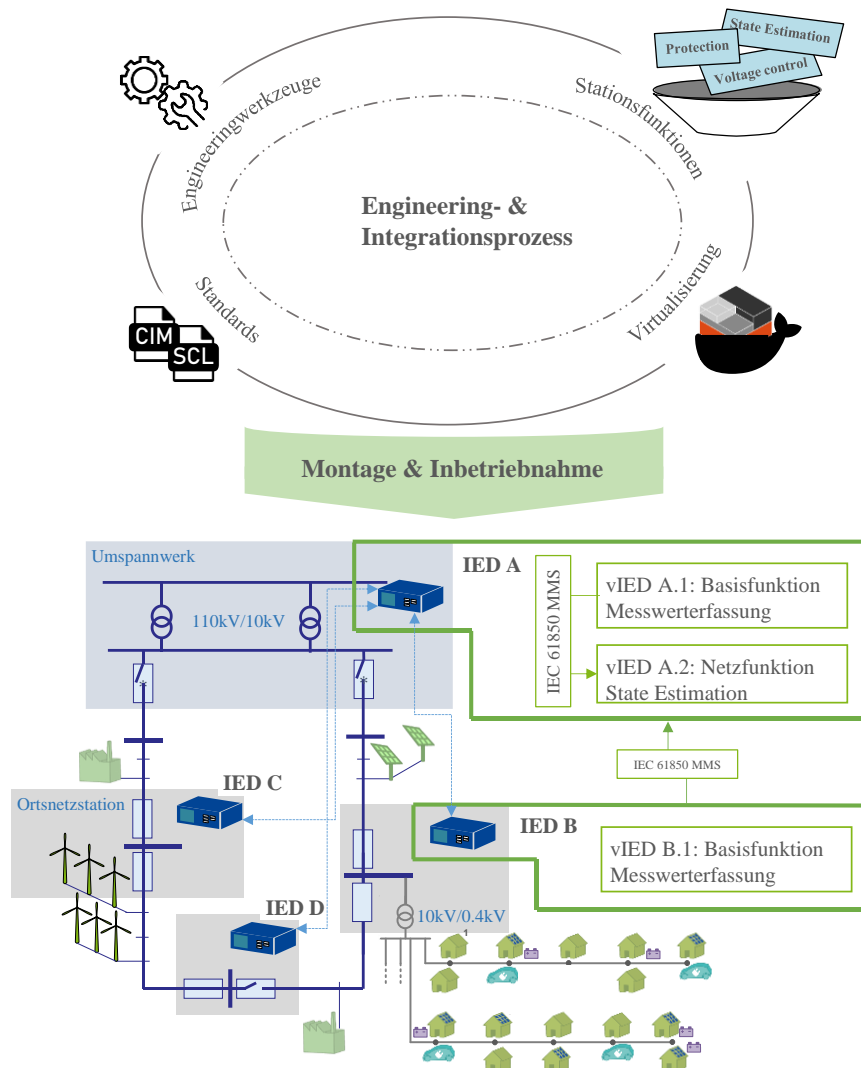 State Estimation
Protection
Voltage control
Engineeringwerkzeuge
Stationsfunktionen
Engineering- &
Integrationsprozess
Standards
Virtualisierung
CIM
SCL
Montage & Inbetriebnahme
Umspannwerk
IED A
110kV/10kV
IEC 61850 MMS
vIED A.1: Basisfunktion
Messwerterfassung
vIED A.2: Netzfunktion
State Estimation
IEC 61850 MMS
IED C
Ortsnetzstation
IED B
vIED B.1: Basisfunktion
Messwerterfassung
IED D
10kV/0.4kV
1